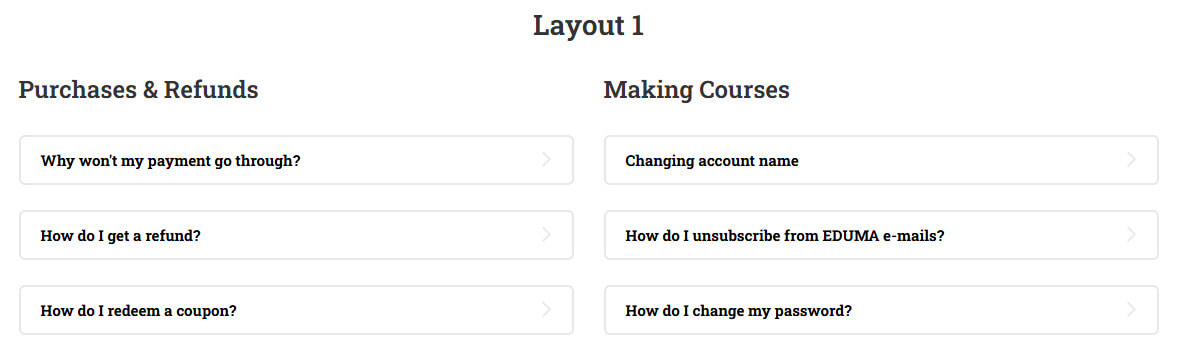 Layout 1
Purchases & Refunds
Why won't my payment go through?
How do I get a refund?
How do I redeem a coupon?
Making Courses
Changing account name
How do I unsubscribe from EDUMA e-mails?
How do I change my password?